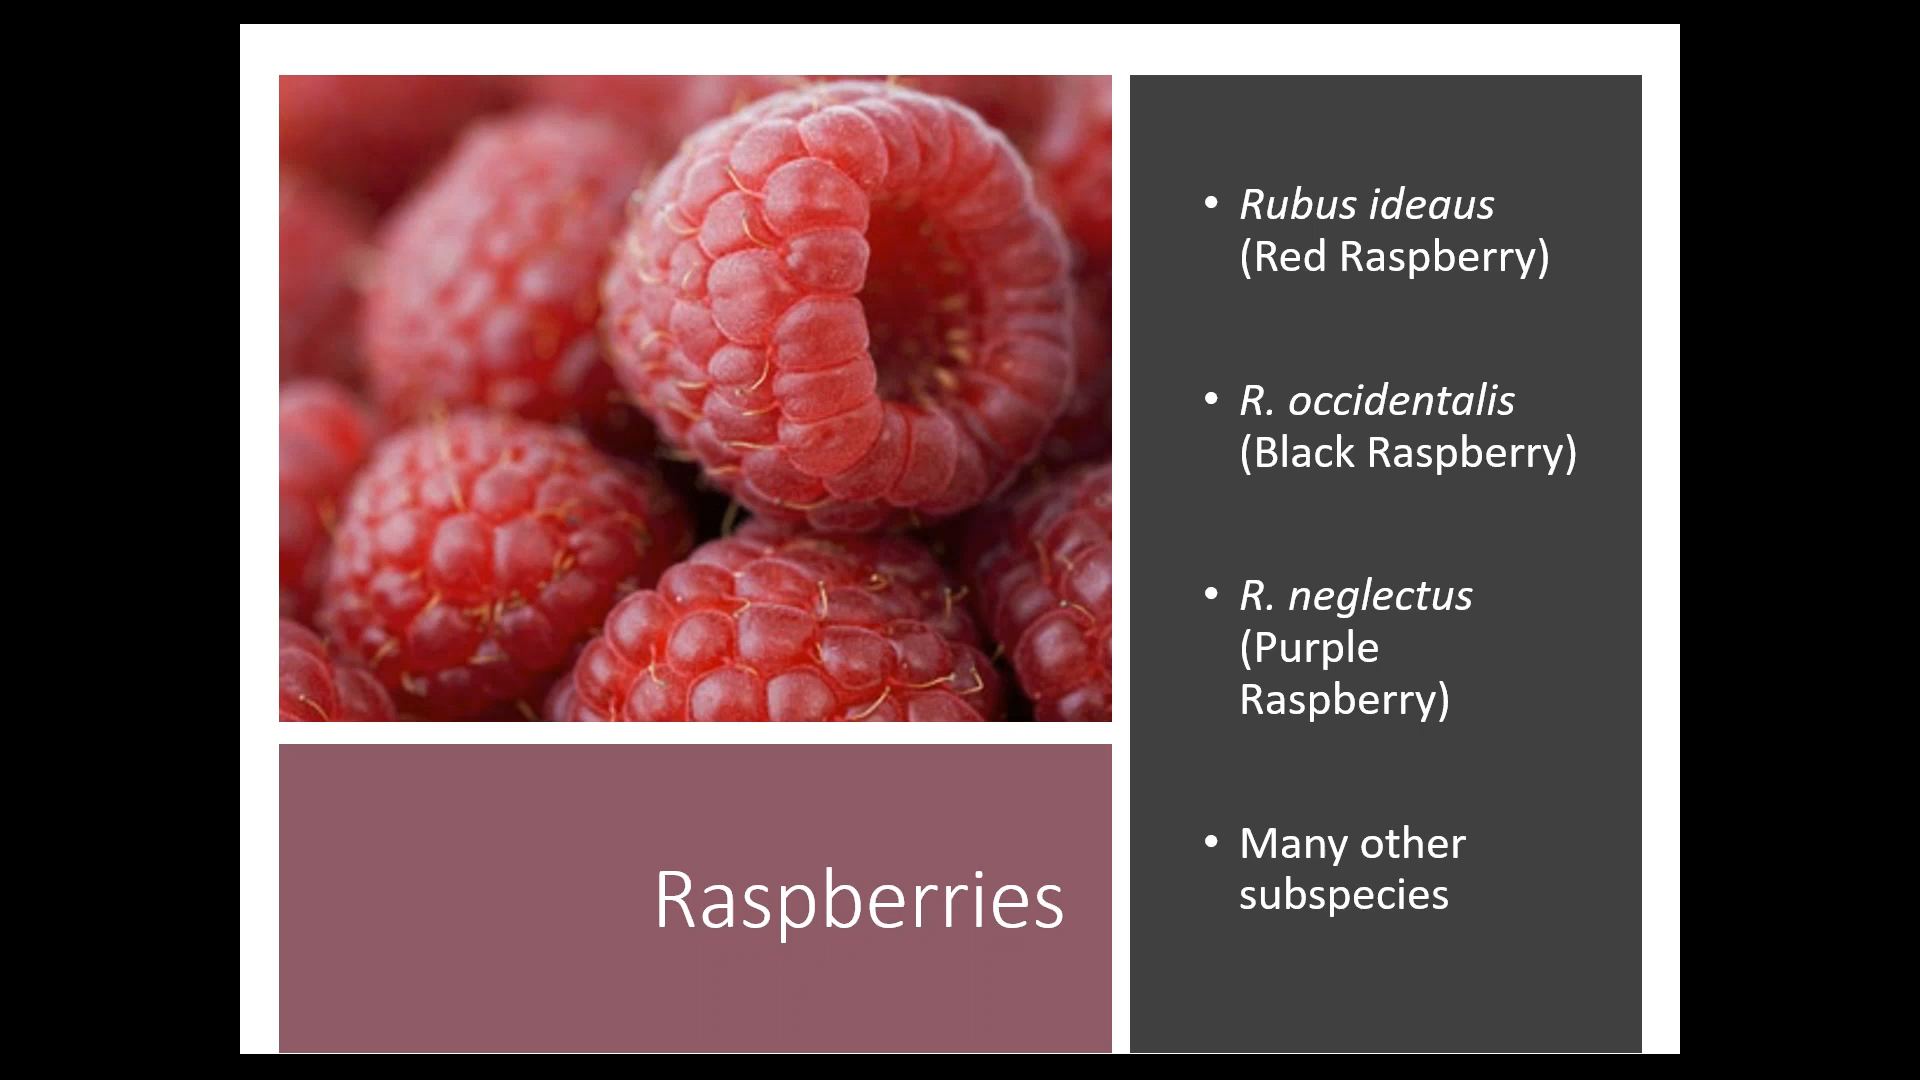 Raspberries
• Rubus ideaus
(Red Raspberry)
• R. occidentalis
(Black Raspberry)
• R. neglectus
(Purple
Raspberry)
• Many other
subspecies